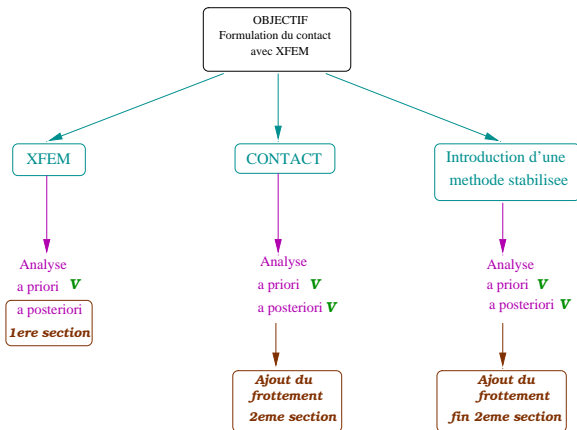 OBJECTIF
Formulation du contact
avec XFEM
XFEM
CONTACT
Introduction d'une
methode stabilisee
Analyse
a priori V
a posteriori
1ere section
Analyse
a priori V
a posteriori V
Ajout du
frottement
2eme section
Analyse
a priori V
a posteriori V
Ajout du
frottement
fin 2eme section